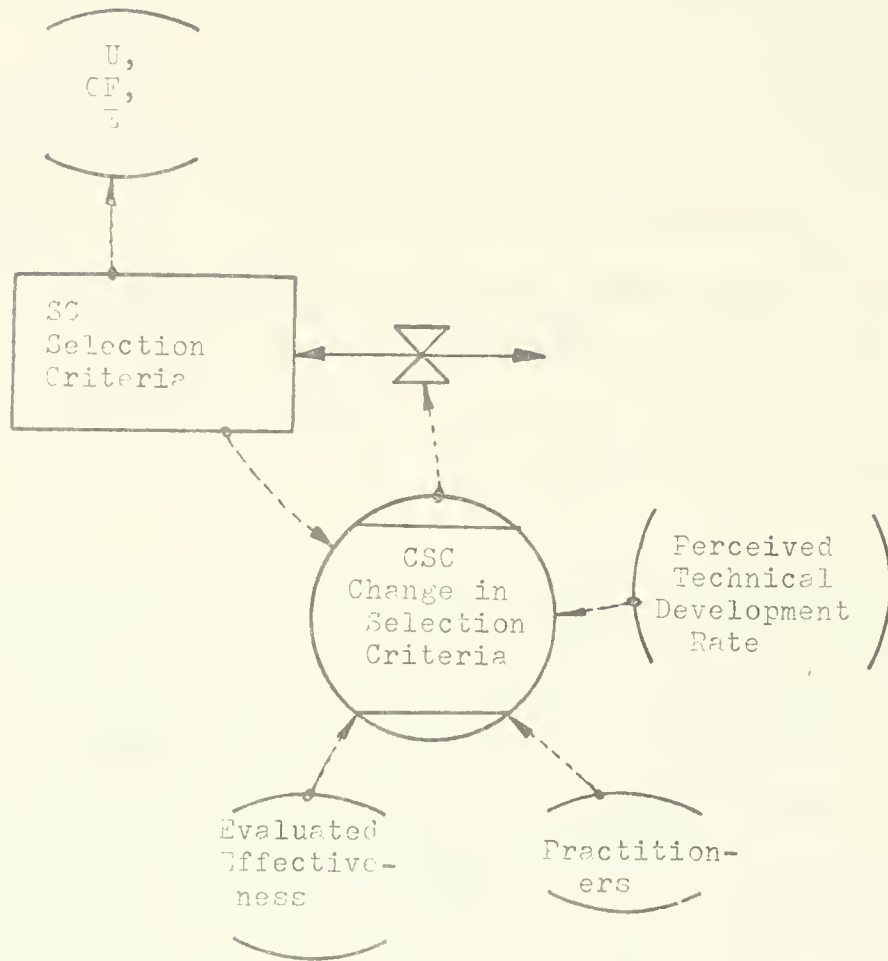 U,
CF,
SC
Selection
Criteria
CSC
Change in
Selection
Criteria
Perceived
Technical
Development
Rate
Evaluated
Effective-
ness
Practition-
ers